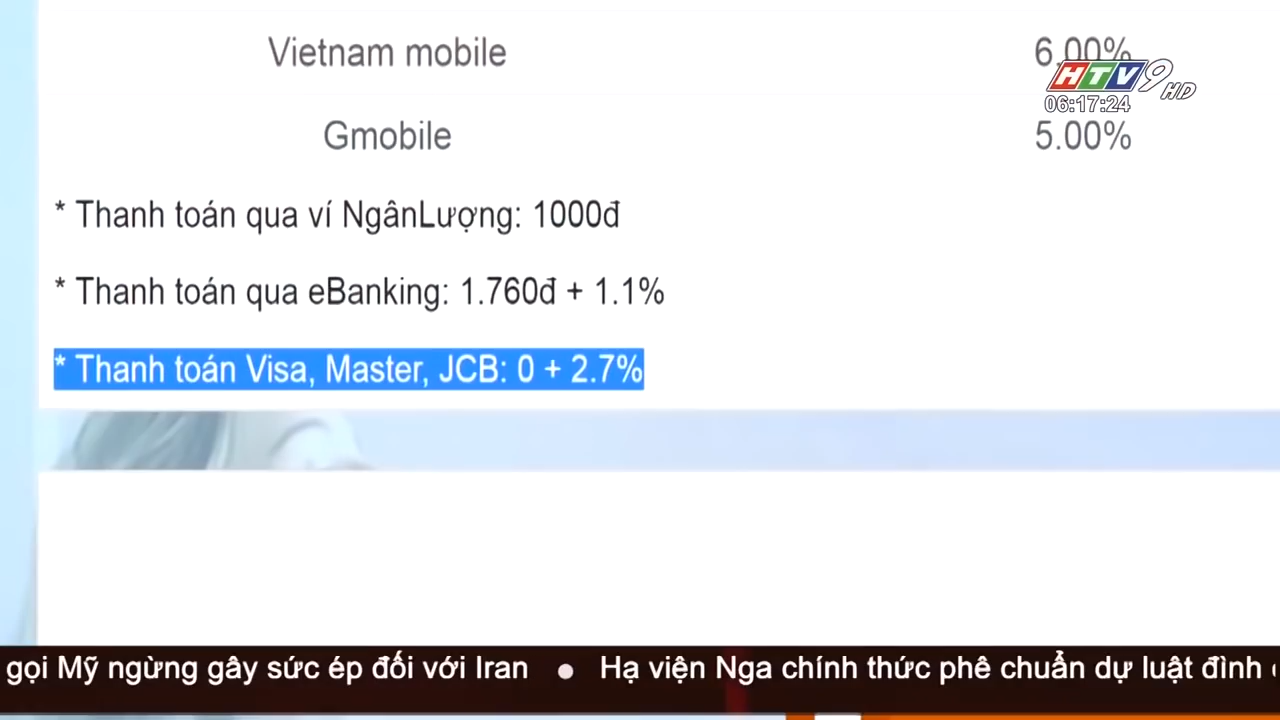 Vietnam mobile 6.00%
HTV9 HD
06:17:24
Gmobile 5.00%
* Thanh toán qua ví NgânLượng: 1000đ
* Thanh toán qua eBanking: 1.760đ + 1.1%
* Thanh toán Visa, Master, JCB: 0 + 2.7%
gọi Mỹ ngừng gây sức ép đối với Iran ● Hạ viện Nga chính thức phê chuẩn dự luật đình